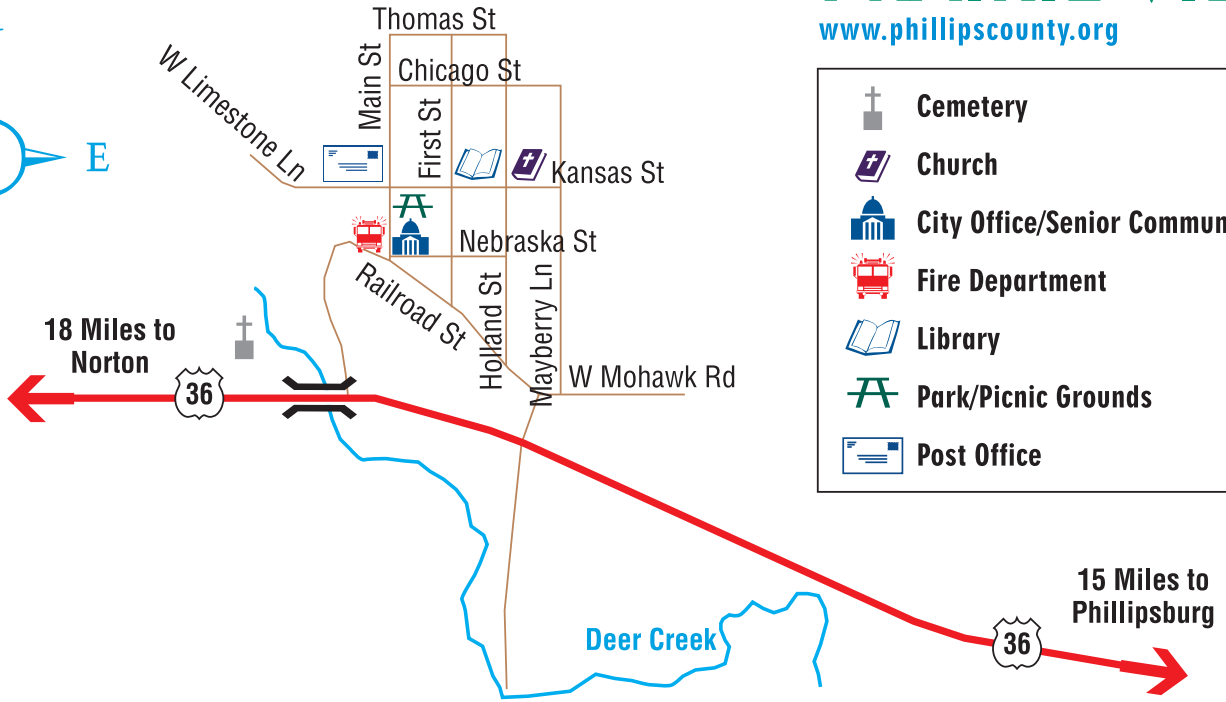 www.phillipscounty.org
Thomas St
Chicago St
Main St
First St
W Limestone Ln
E
Kansas St
Nebraska St
Railroad St
Holland St
Mayberry Ln
W Mohawk Rd
18 Miles to
Norton
36
Deer Creek
36
15 Miles to
Phillipsburg
Cemetery
Church
City Office/Senior Commun
Fire Department
Library
Park/Picnic Grounds
Post Office